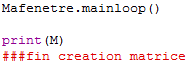 Mafenetre.mainloop()
print(M)
###fin creation matrice